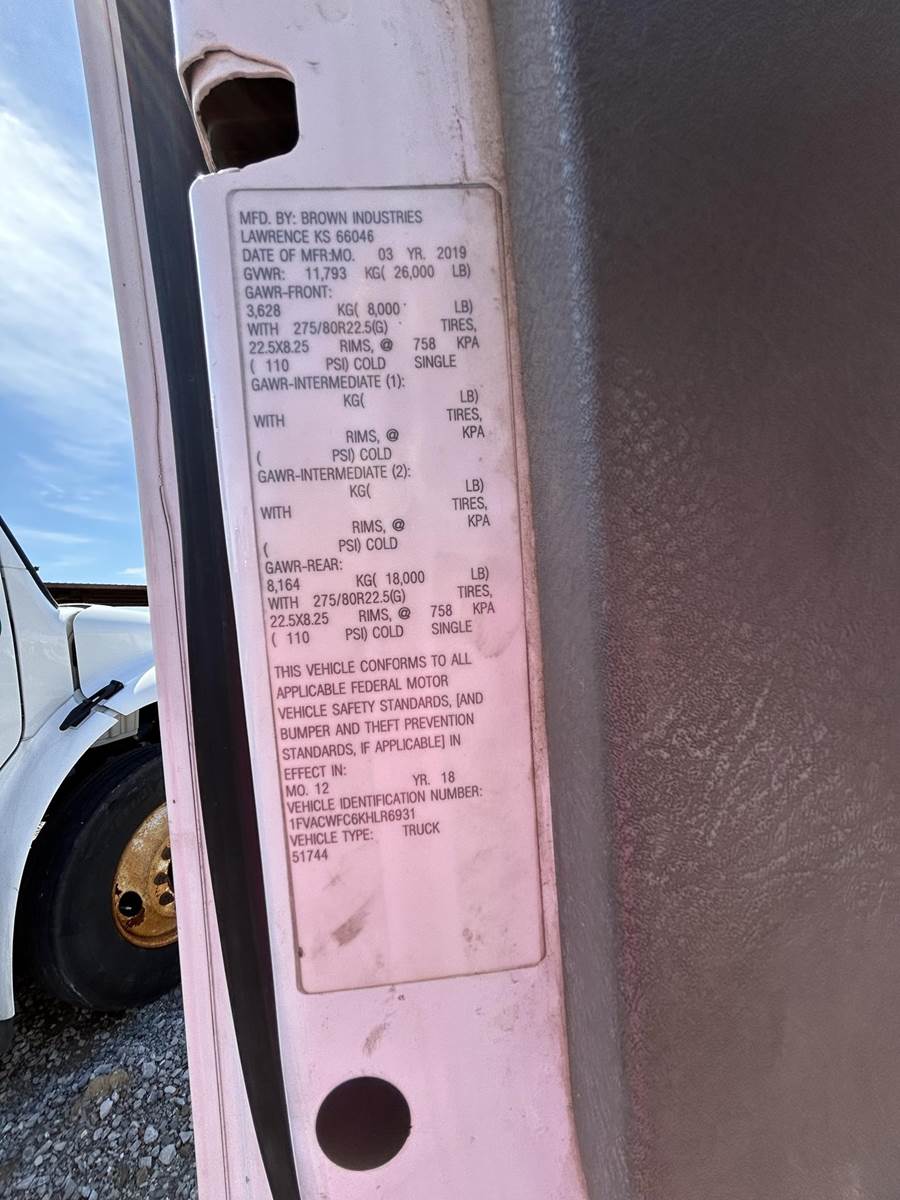 MFD. BY: BROWN INDUSTRIES
LAWRENCE KS 66046
DATE OF MFR:MO. 03 YR. 2019
GVWR: 11,793 KG( 26,000 LB)
GAWR-FRONT:
3,628 KG( 8,000 LB)
WITH 275/80R22.5(G) TIRES,
22.5X8.25 RIMS, @ 758 KPA
( 110 PSI) COLD SINGLE
GAWR-INTERMEDIATE (1):
KG( LB)
WITH TIRES,
RIMS, @ KPA
( PSI) COLD
GAWR-INTERMEDIATE (2):
KG( LB)
WITH TIRES,
RIMS, @ KPA
( PSI) COLD
GAWR-REAR:
8,164 KG( 18,000 LB)
WITH 275/80R22.5(G) TIRES,
22.5X8.25 RIMS, @ 758 KPA
( 110 PSI) COLD SINGLE
THIS VEHICLE CONFORMS TO ALL
APPLICABLE FEDERAL MOTOR
VEHICLE SAFETY STANDARDS, [AND
BUMPER AND THEFT PREVENTION
STANDARDS, IF APPLICABLE] IN
EFFECT IN:
MO. 12 YR. 18
VEHICLE IDENTIFICATION NUMBER:
1FVACWFC6KHLR6931
VEHICLE TYPE: TRUCK
51744